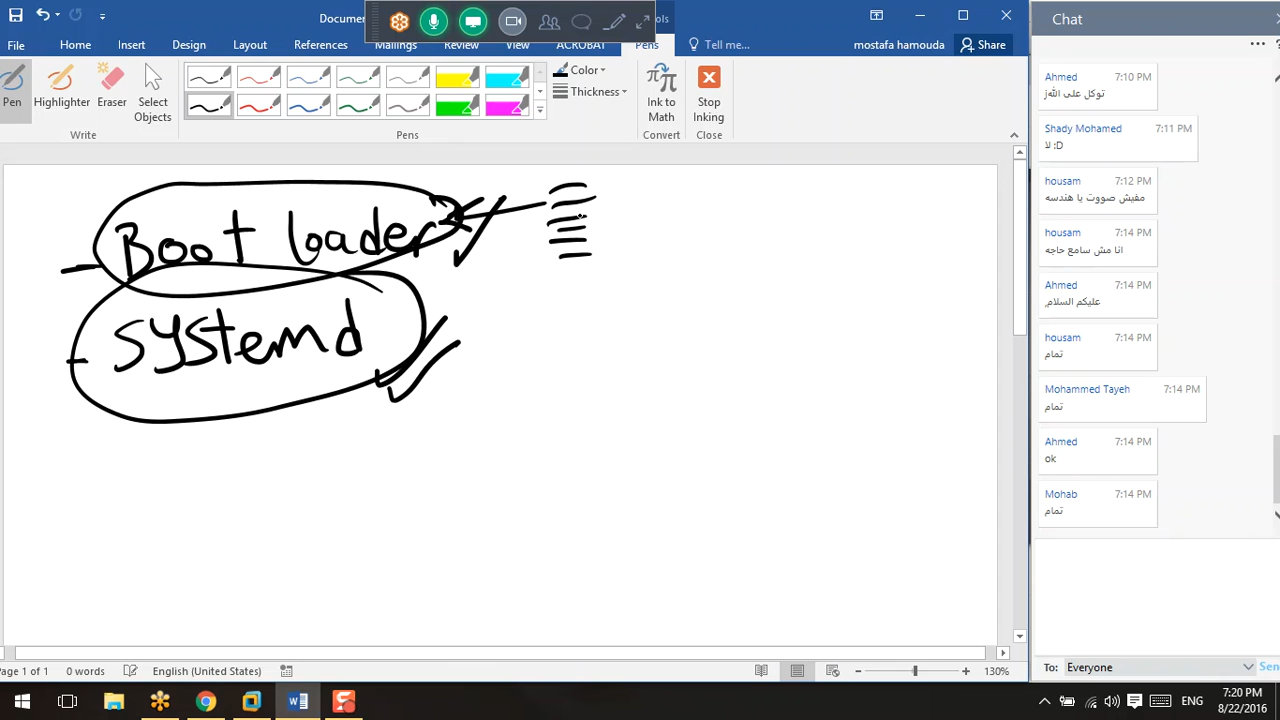 Documen
ols
File
Home
Insert
Design
Layout
References
Mailings
Review
View
ACROBAT
Pens
Tell me...
mostafa hamouda
Share
Pen
Highlighter
Eraser
Select Objects
Color
Thickness
Ink to Math
Stop Inking
Write
Pens
Convert
Close
- Boot loader
- systemd
Chat
Ahmed 7:10 PM
توكل على اللهز
Shady Mohamed 7:11 PM
لا :D
housam 7:12 PM
مفيش صووت يا هندسه
housam 7:14 PM
انا مش سامع حاجه
Ahmed 7:14 PM
عليكم السلام,
housam 7:14 PM
تمام
Mohammed Tayeh 7:14 PM
تمام
Ahmed 7:14 PM
ok
Mohab 7:14 PM
تمام
To: Everyone
Sen
Page 1 of 1
0 words
English (United States)
130%
ENG
7:20 PM
8/22/2016